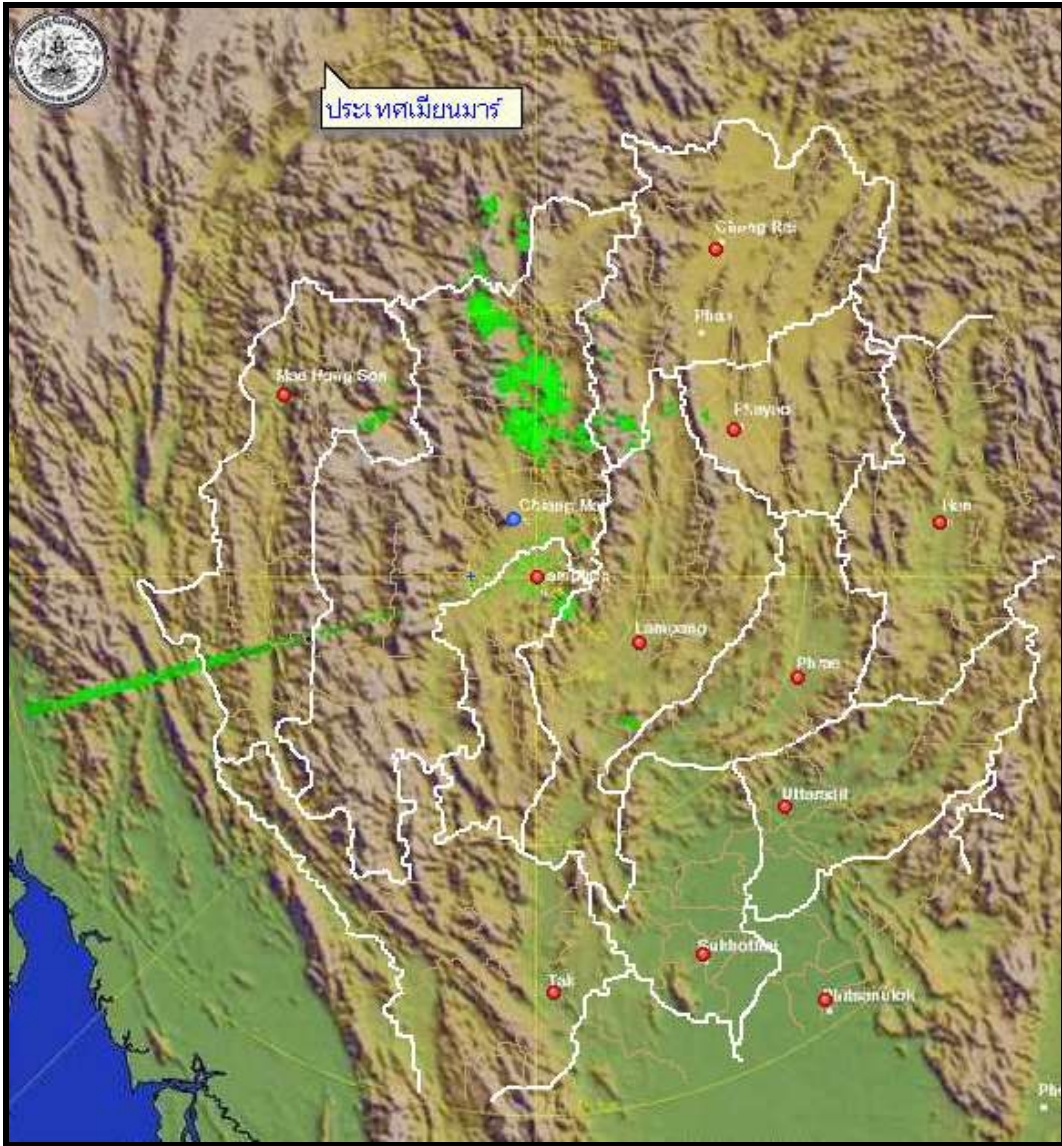 ประเทศเมียนมาร์
Chiang Rai
Phan
Mae Hong Son
Phayao
Chiang Mai
Nan
Lampang
Phrae
Uttaradit
Sukhothai
Tak
Phitsanulok